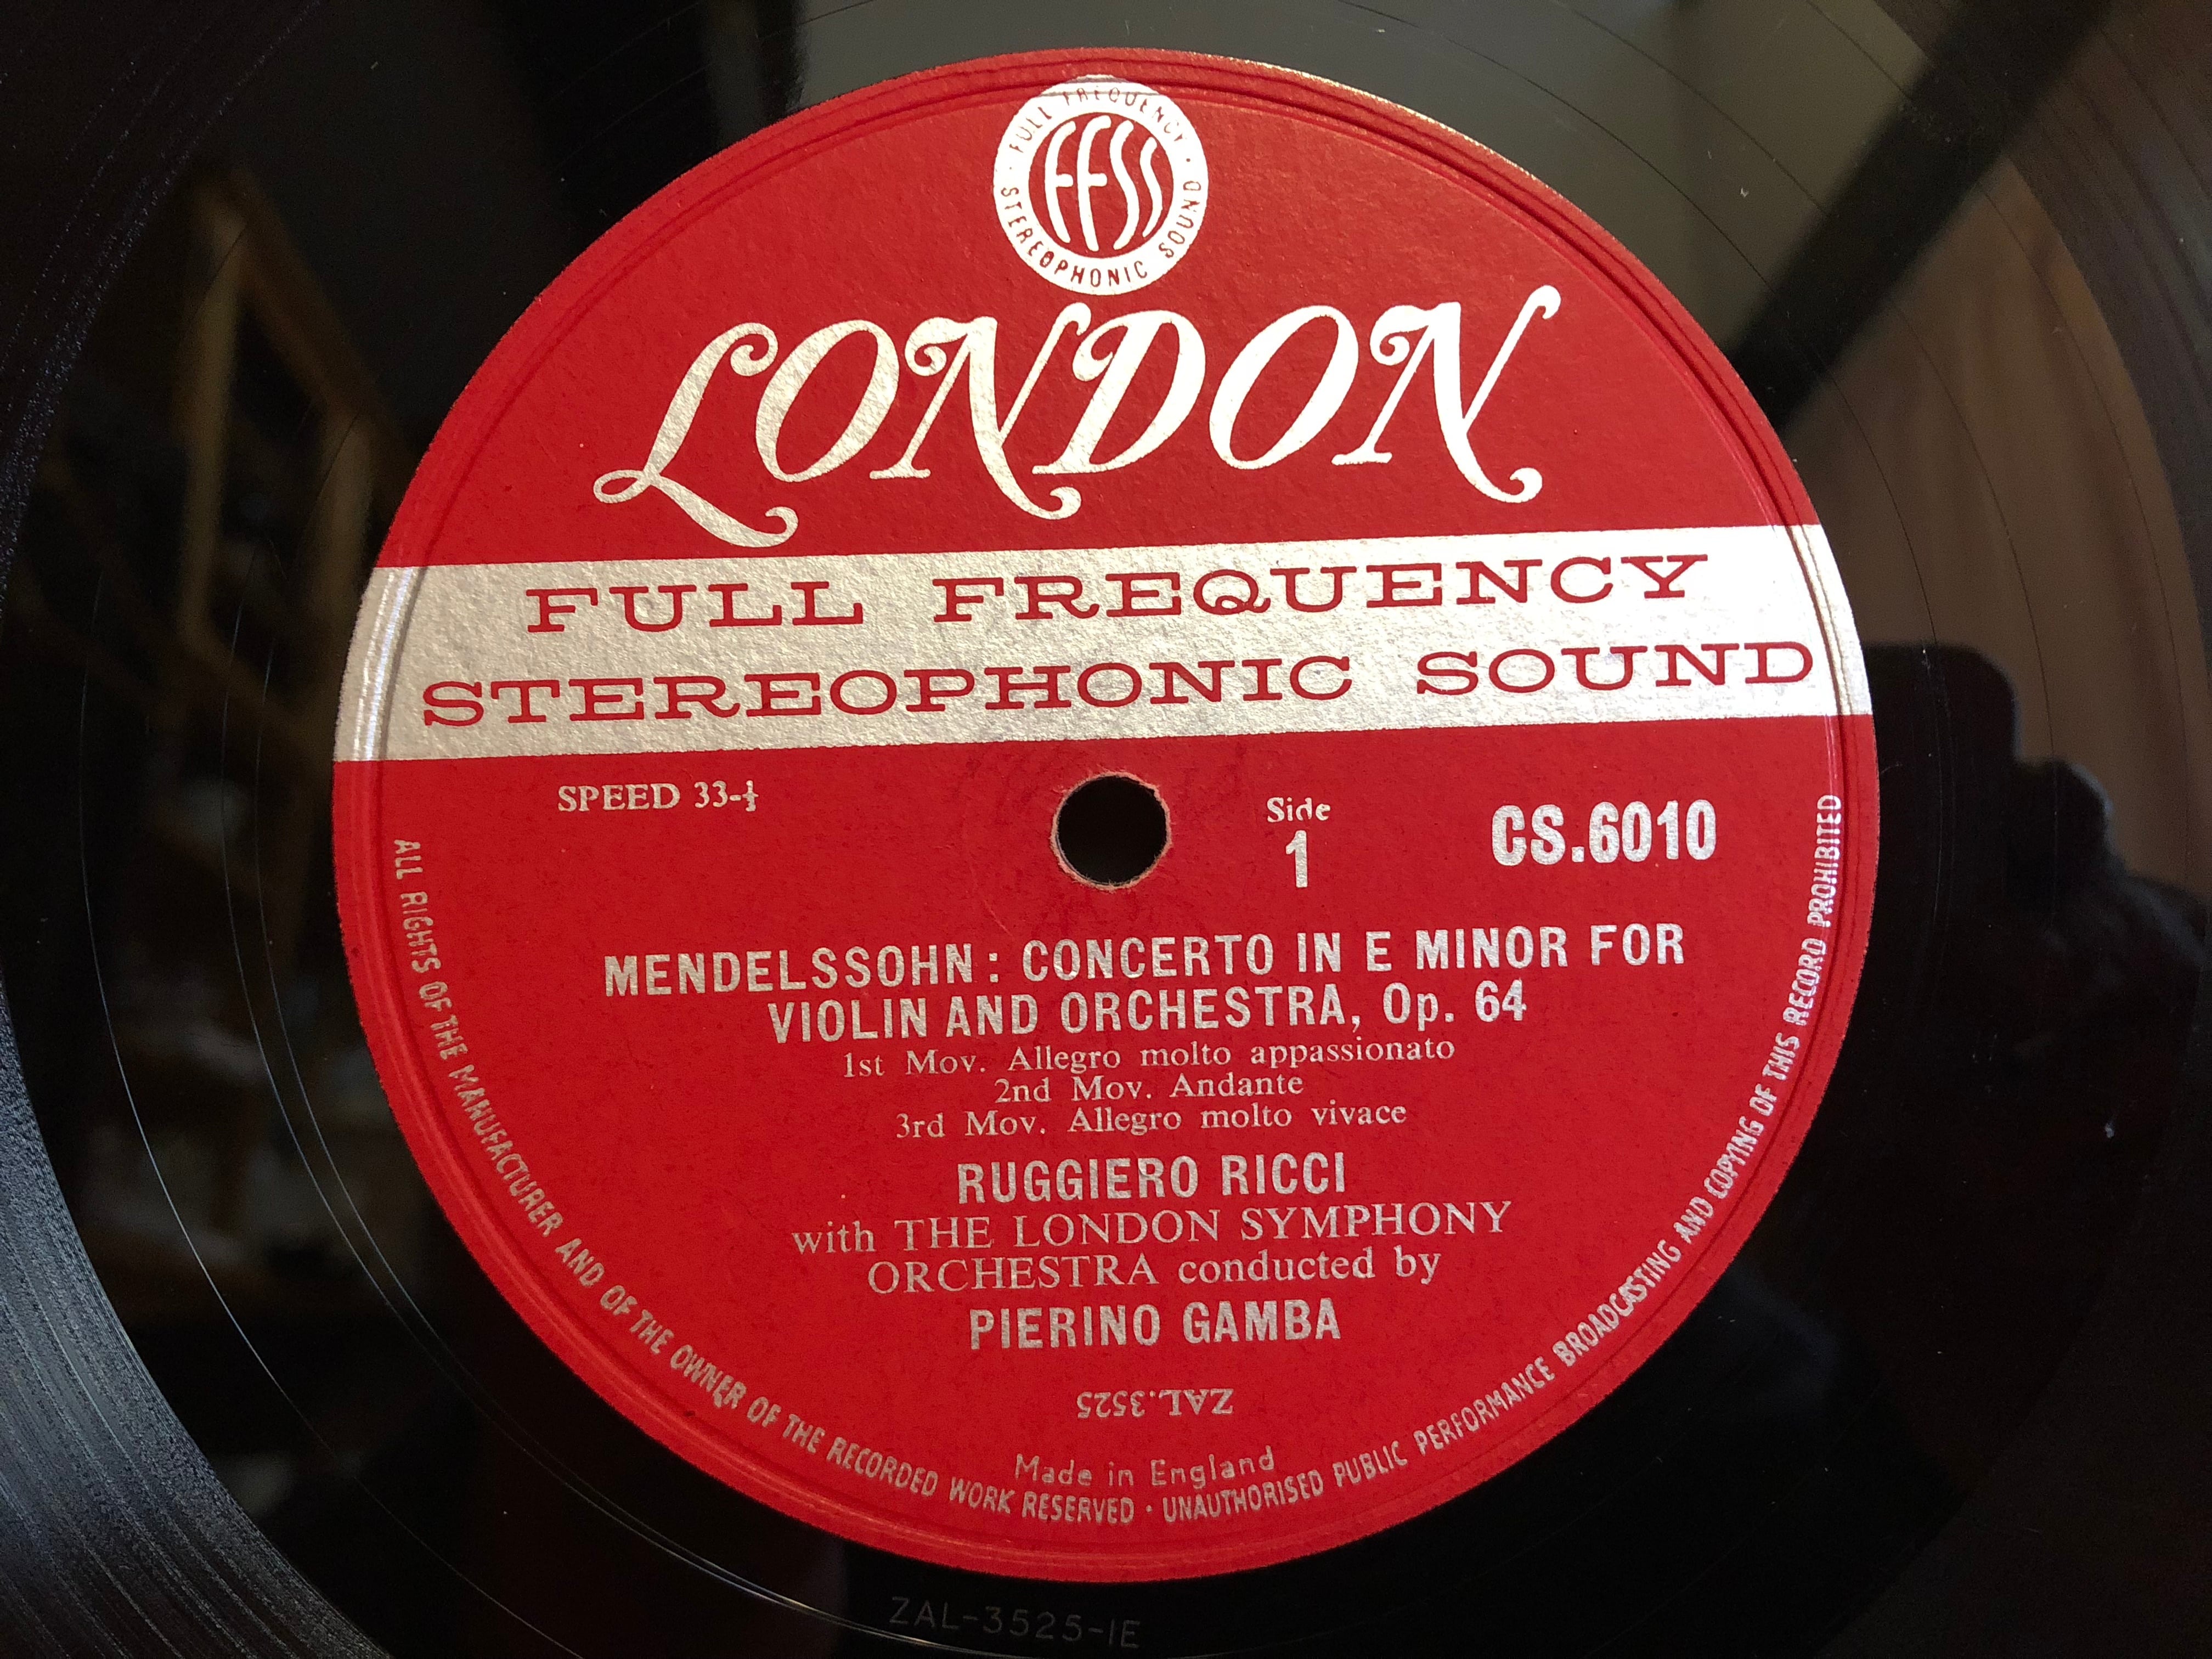 FULL FREQUENCY
FFSS
STEREOPHONIC SOUND
LONDON
FULL FREQUENCY
STEREOPHONIC SOUND
SPEED 33-⅓
Side
1
CS.6010
MENDELSSOHN: CONCERTO IN E MINOR FOR
VIOLIN AND ORCHESTRA, Op. 64
1st Mov. Allegro molto appassionato
2nd Mov. Andante
3rd Mov. Allegro molto vivace
RUGGIERO RICCI
with THE LONDON SYMPHONY
ORCHESTRA conducted by
PIERINO GAMBA
ZAL.3525
Made in England
ALL RIGHTS OF THE MANUFACTURER AND OF THE OWNER OF THE RECORDED WORK RESERVED · UNAUTHORISED PUBLIC PERFORMANCE BROADCASTING AND COPYING OF THIS RECORD PROHIBITED
ZAL-3525-1E